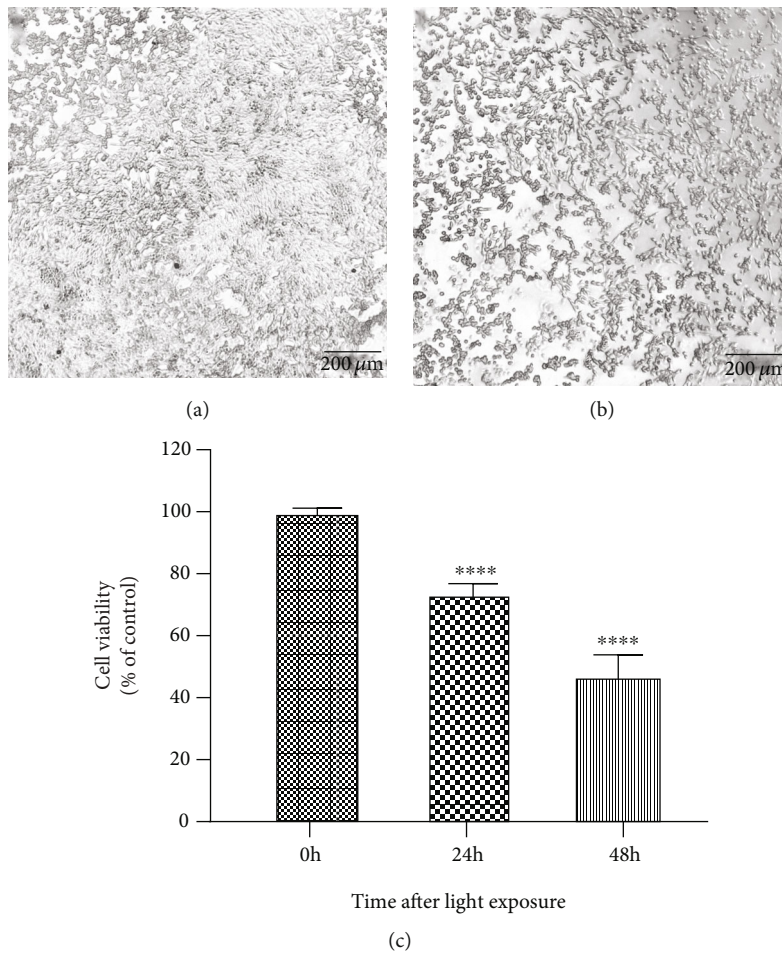 200 μm
200 μm
(a)
(b)
120
100
80
60
40
20
0
Cell viability
(% of control)
****
****
0h
24h
48h
Time after light exposure
(c)